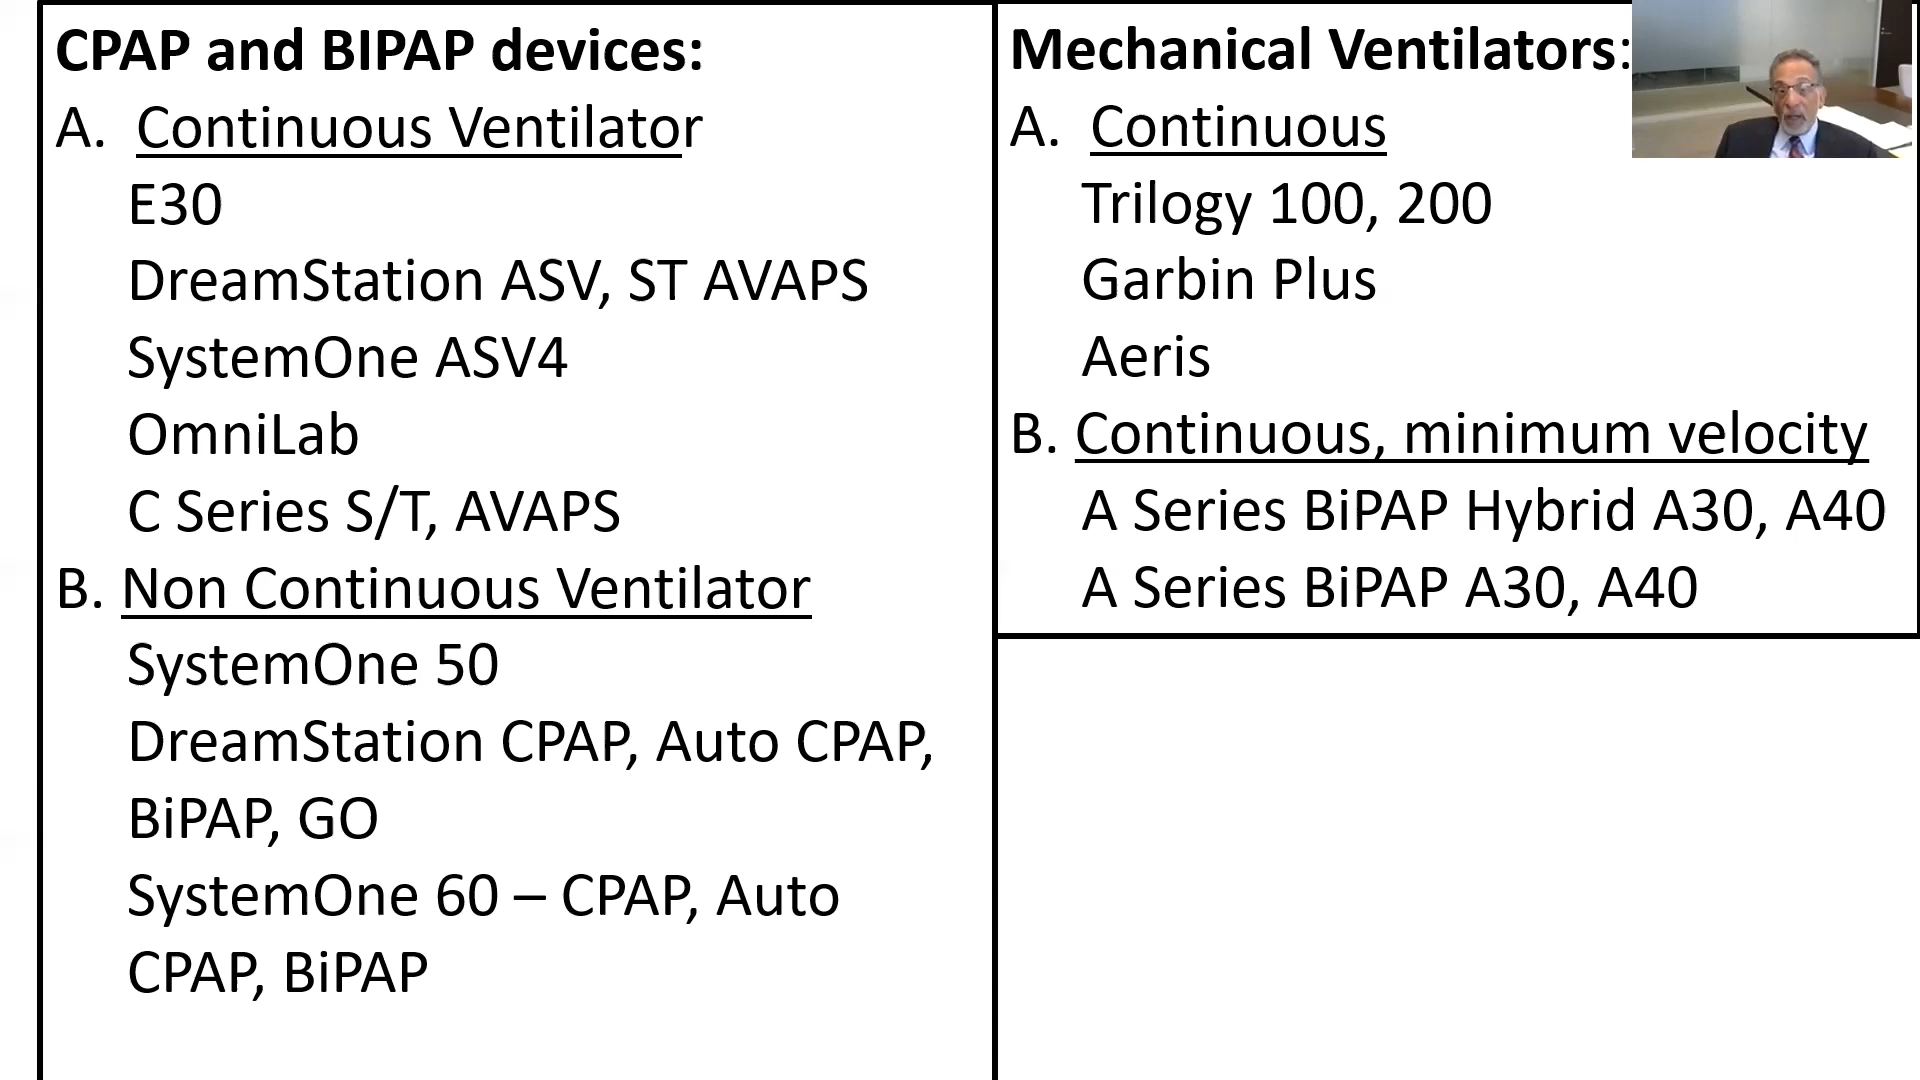 CPAP and BIPAP devices:
A. Continuous Ventilator
E30
DreamStation ASV, ST AVAPS
SystemOne ASV4
OmniLab
C Series S/T, AVAPS
B. Non Continuous Ventilator
SystemOne 50
DreamStation CPAP, Auto CPAP,
BiPAP, GO
SystemOne 60 – CPAP, Auto
CPAP, BiPAP
Mechanical Ventilators:
A. Continuous
Trilogy 100, 200
Garbin Plus
Aeris
B. Continuous, minimum velocity
A Series BiPAP Hybrid A30, A40
A Series BiPAP A30, A40